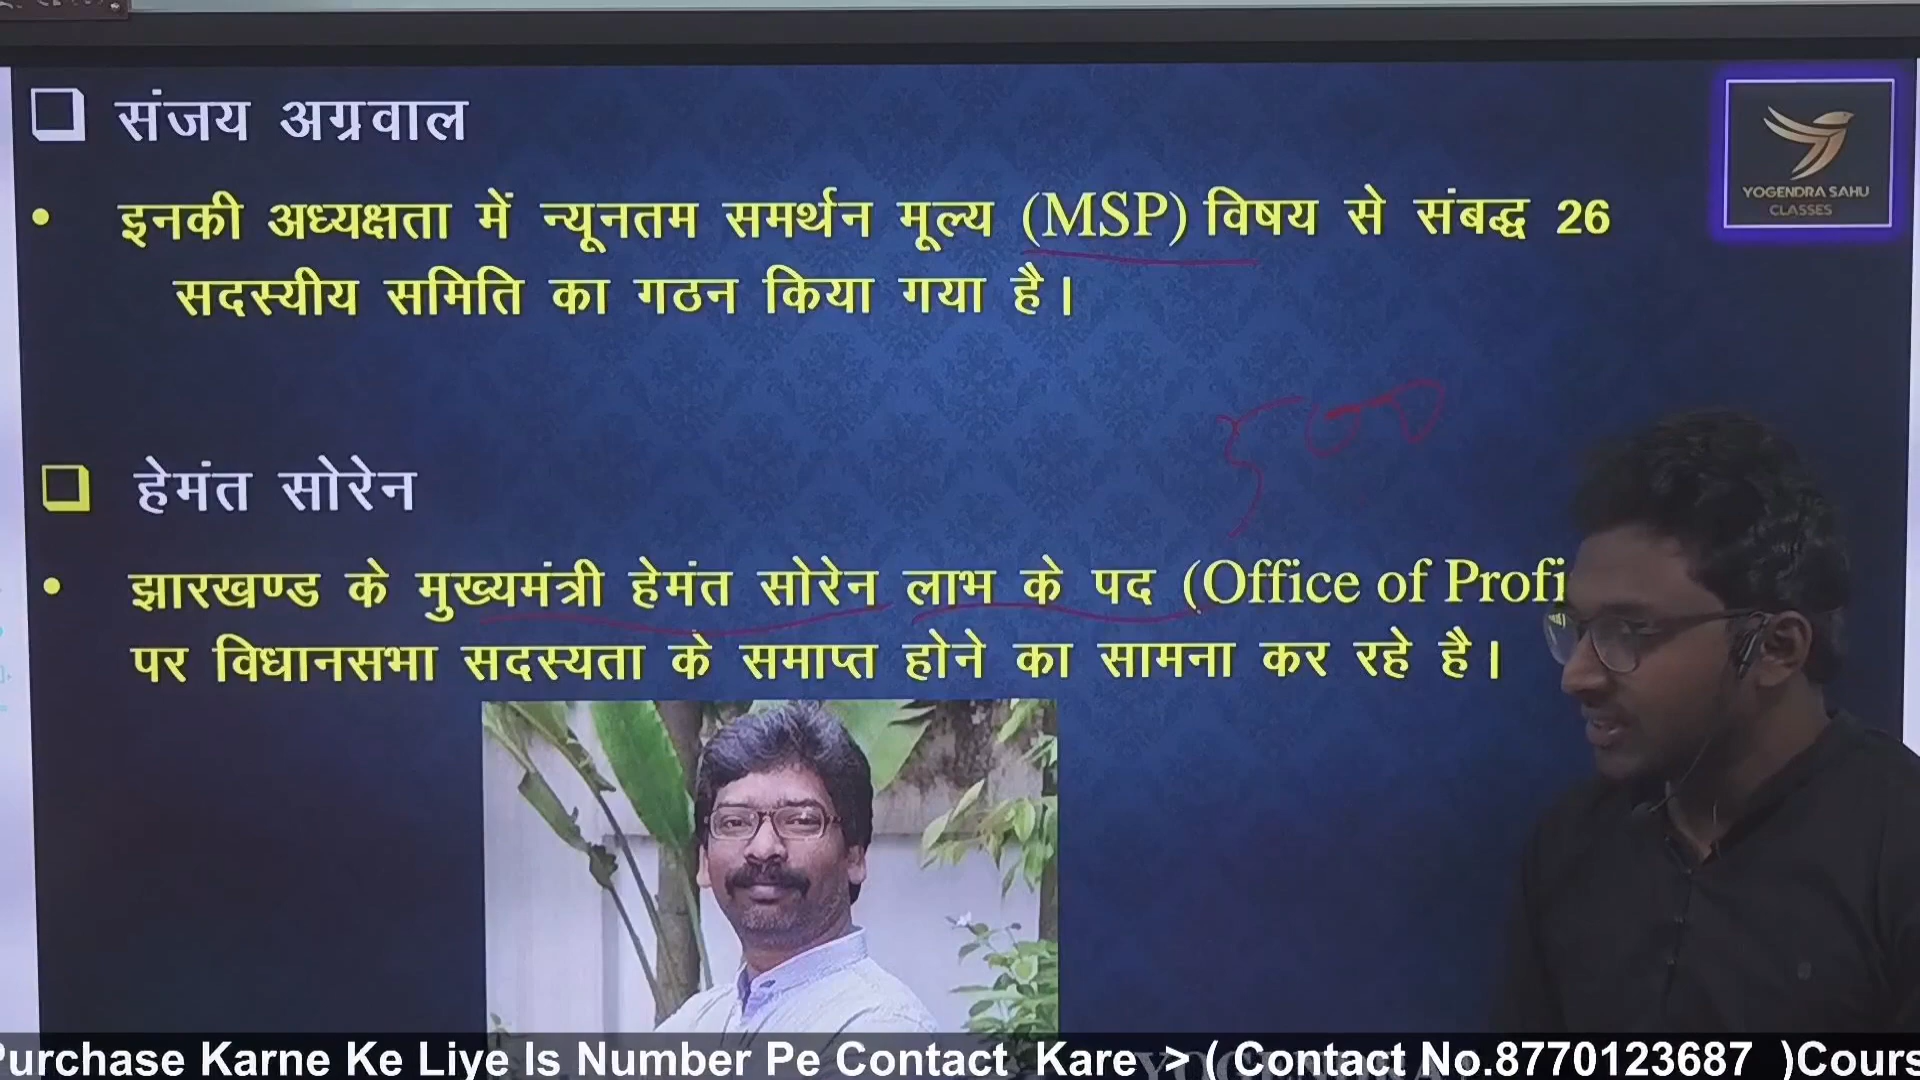 संजय अग्रवाल
YOGENDRA SAHU
CLASSES
इनकी अध्यक्षता में न्यूनतम समर्थन मूल्य (MSP) विषय से संबद्ध 26
सदस्यीय समिति का गठन किया गया है।
500
हेमंत सोरेन
झारखण्ड के मुख्यमंत्री हेमंत सोरेन लाभ के पद (Office of Profi
पर विधानसभा सदस्यता के समाप्त होने का सामना कर रहे है।
Purchase Karne Ke Liye Is Number Pe Contact Kare > ( Contact No.8770123687 )Cours